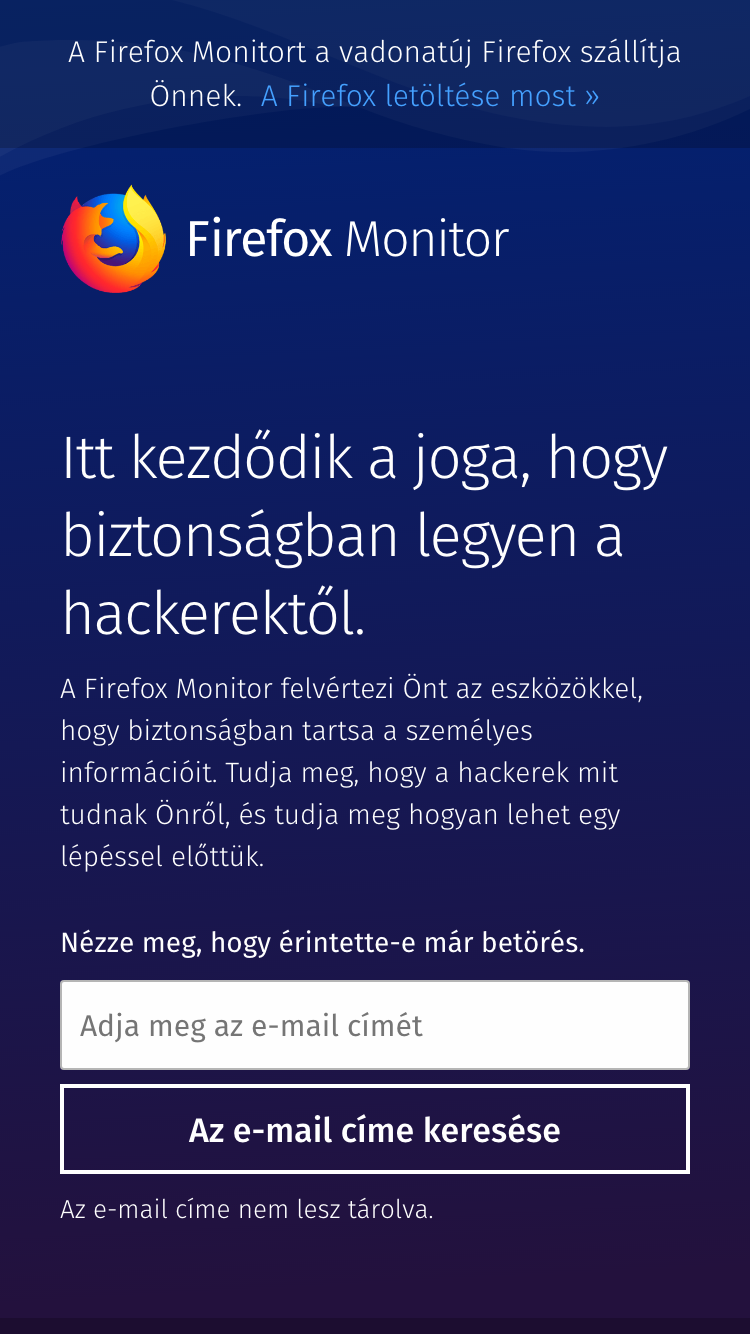 A Firefox Monitort a vadonatúj Firefox szállítja
Önnek. A Firefox letöltése most »
Firefox Monitor
Itt kezdődik a joga, hogy
biztonságban legyen a
hackerektől.
A Firefox Monitor felvértezi Önt az eszközökkel,
hogy biztonságban tartsa a személyes
információit. Tudja meg, hogy a hackerek mit
tudnak Önről, és tudja meg hogyan lehet egy
lépéssel előttük.
Nézze meg, hogy érintette-e már betörés.
Adja meg az e-mail címét
Az e-mail címe keresése
Az e-mail címe nem lesz tárolva.